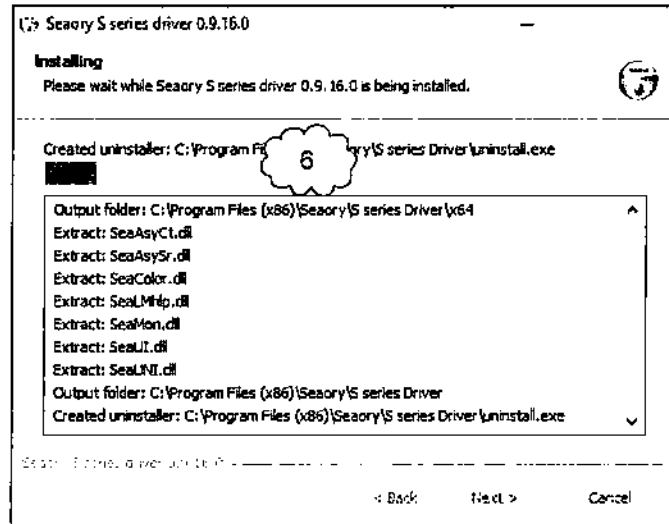 Seaory S series driver 0.9.16.0
Installing
Please wait while Seaory S series driver 0.9.16.0 is being installed.
Created uninstaller: C:\Program Fi
6
ry\S series Driver\uninstall.exe
Output folder: C:\Program Files (x86)\Seaory\S series Driver\x64
Extract: SeaAsyCt.dll
Extract: SeaAsySr.dll
Extract: SeaColor.dll
Extract: SeaLMhlp.dll
Extract: SeaMon.dll
Extract: SeaUI.dll
Extract: SeaUNI.dll
Output folder: C:\Program Files (x86)\Seaory\S series Driver
Created uninstaller: C:\Program Files (x86)\Seaory\S series Driver\uninstall.exe
< Back
Next >
Cancel